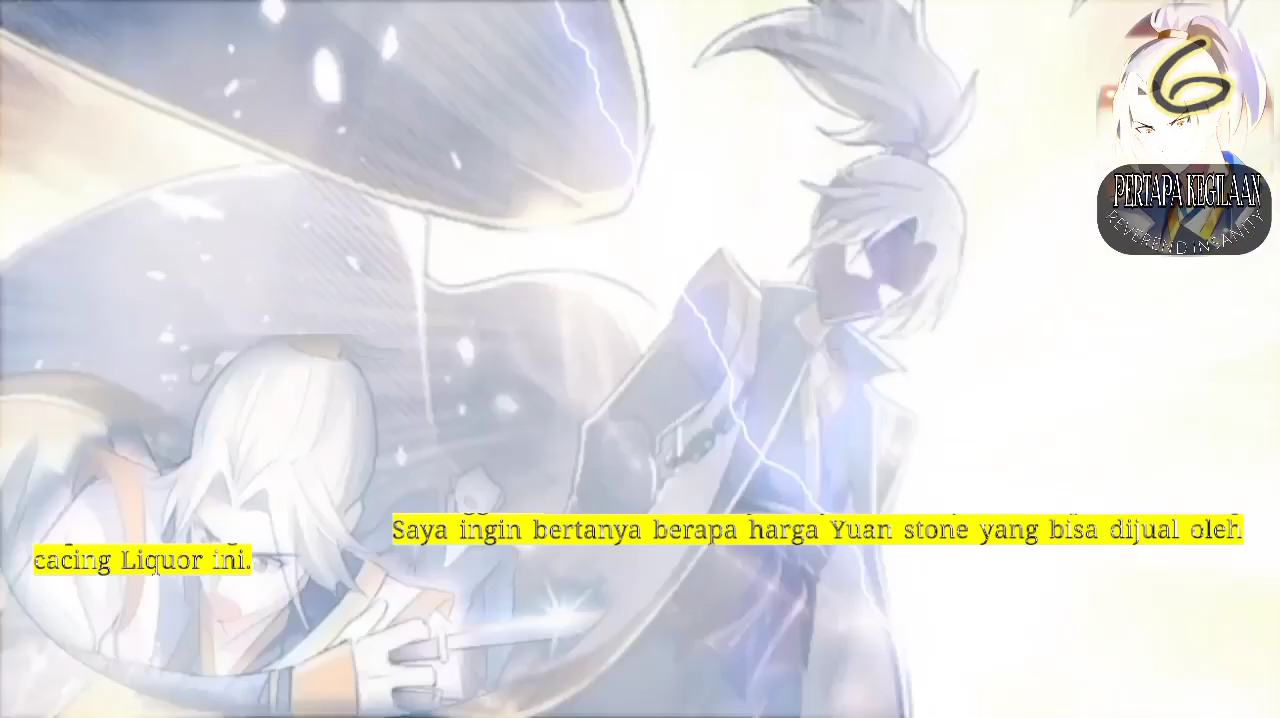 6
PERTAPA KEGILAAN
REVEREND INSANITY
Saya ingin bertanya berapa harga Yuan stone yang bisa dijual oleh
cacing Liquor ini.